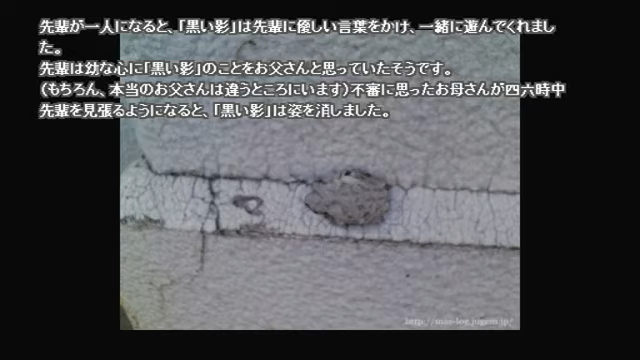 先輩が一人になると、「黒い影」は先輩に優しい言葉をかけ、一緒に遊んでくれまし
た。
先輩は幼な心に「黒い影」のことをお父さんと思っていたそうです。
（もちろん、本当のお父さんは違うところにいます）不審に思ったお母さんが四六時中
先輩を見張るようになると、「黒い影」は姿を消しました。